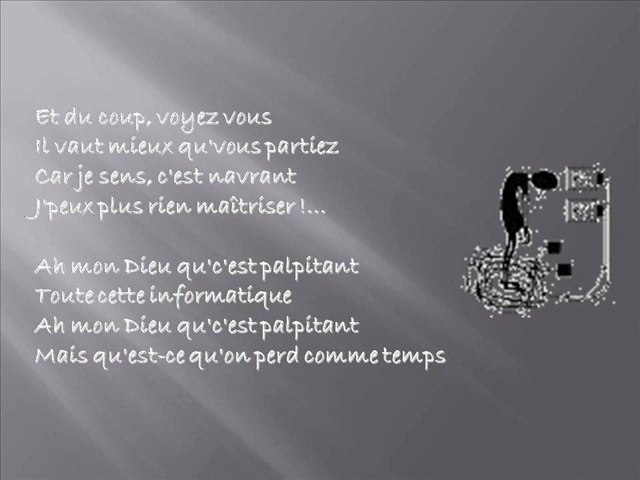 Et du coup, voyez vous
Il vaut mieux qu'vous partiez
Car je sens, c'est navrant
J'peux plus rien maîtriser !...
Ah mon Dieu qu'c'est palpitant
Toute cette informatique
Ah mon Dieu qu'c'est palpitant
Mais qu'est-ce qu'on perd comme temps